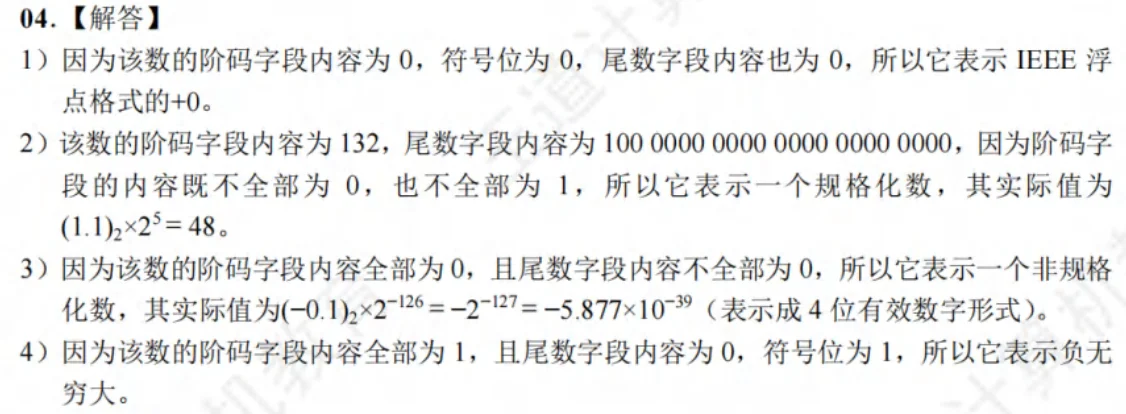 04.【解答】
1）因为该数的阶码字段内容为 0，符号位为 0，尾数字段内容也为 0，所以它表示 IEEE 浮
点格式的+0。
2）该数的阶码字段内容为 132，尾数字段内容为 100 0000 0000 0000 0000 0000，因为阶码字
段的内容既不全部为 0，也不全部为 1，所以它表示一个规格化数，其实际值为
(1.1)₂×2⁵ = 48。
3）因为该数的阶码字段内容全部为 0，且尾数字段内容不全部为 0，所以它表示一个非规格
化数，其实际值为(−0.1)₂×2⁻¹²⁶ = −2⁻¹²⁷ = −5.877×10⁻³⁹（表示成 4 位有效数字形式）。
4）因为该数的阶码字段内容全部为 1，且尾数字段内容为 0，符号位为 1，所以它表示负无
穷大。